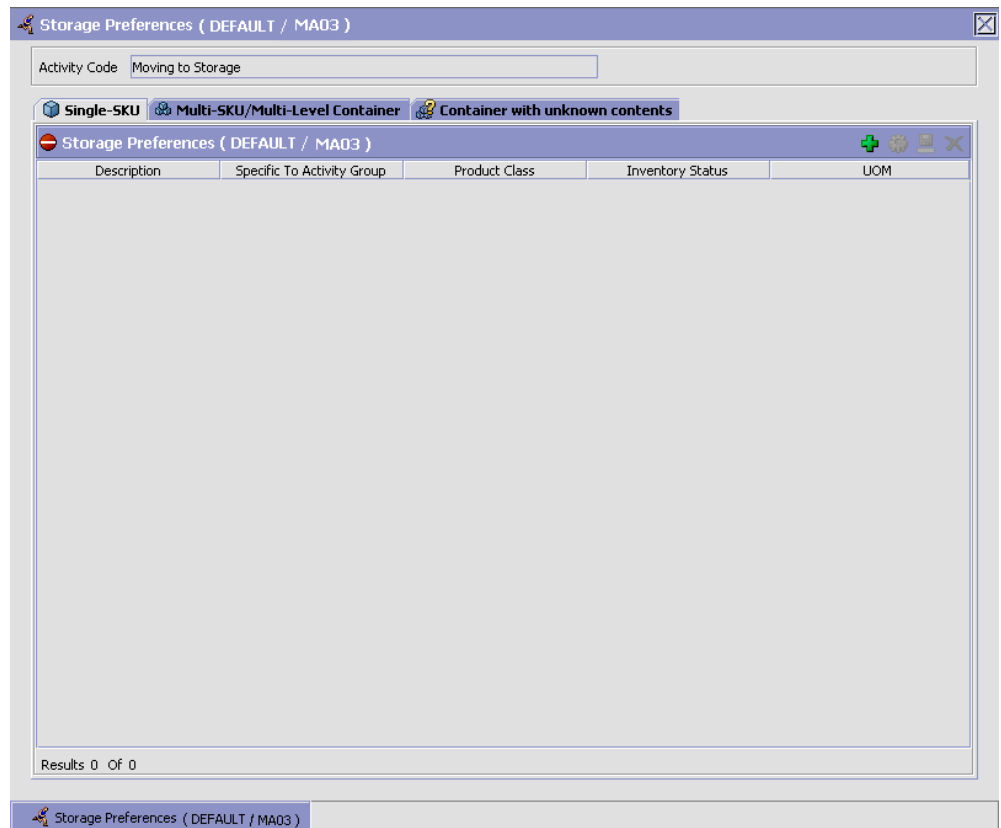 Storage Preferences ( DEFAULT / MA03 )
Activity Code Moving to Storage
Single-SKU Multi-SKU/Multi-Level Container Container with unknown contents
Storage Preferences ( DEFAULT / MA03 )
Description Specific To Activity Group Product Class Inventory Status UOM
Results 0 Of 0
Storage Preferences ( DEFAULT / MA03 )